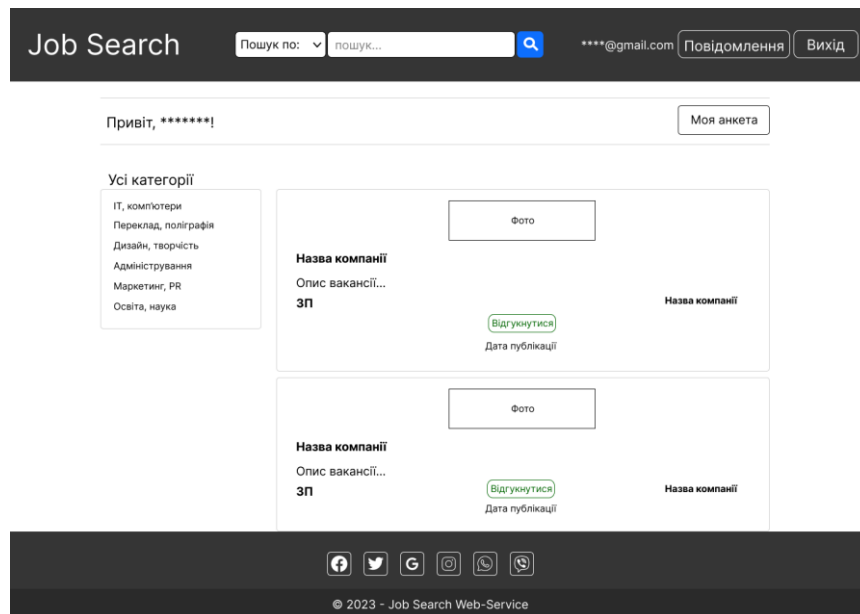 Job Search
Пошук по: пошук... ****@gmail.com Повідомлення Вихід
Привіт, *******! Моя анкета
Усі категорії
ІТ, комп'ютери
Переклад, поліграфія
Дизайн, творчість
Адміністрування
Маркетинг, PR
Освіта, наука
Фото
Назва компанії
Опис вакансії...
ЗП
Назва компанії
Відгукнутися
Дата публікації
Фото
Назва компанії
Опис вакансії...
ЗП
Відгукнутися
Назва компанії
Дата публікації
© 2023 - Job Search Web-Service